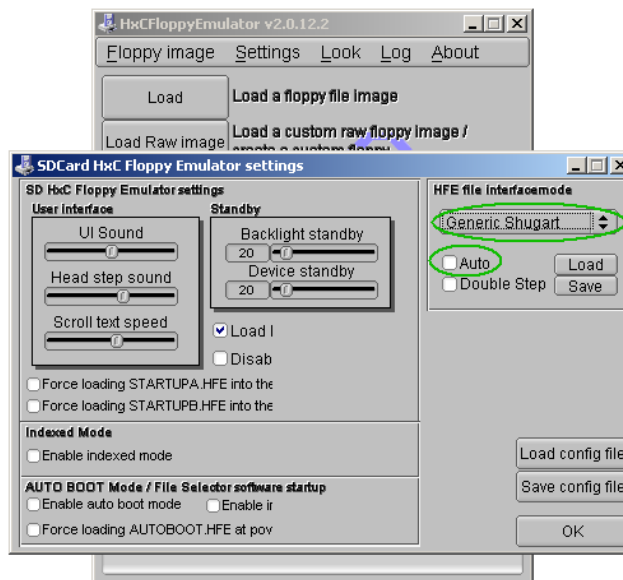 HxCFloppyEmulator v2.0.12.2
Floppy image Settings Look Log About
Load Load a floppy file image
Load Raw image Load a custom raw floppy image /
create a custom floppy
SDCard HxC Floppy Emulator settings
SD HxC Floppy Emulator settings
User Interface
UI Sound
Head step sound
Scroll text speed
Standby
Backlight standby
20
Device standby
20
Load I
Disab
Force loading STARTUPA.HFE into the
Force loading STARTUPB.HFE into the
HFE file interfacemode
Generic Shugart
Auto Load
Double Step Save
Indexed Mode
Enable indexed mode
AUTO BOOT Mode / File Selector software startup
Enable auto boot mode Enable ir
Force loading AUTOBOOT.HFE at pov
Load config file
Save config file
OK